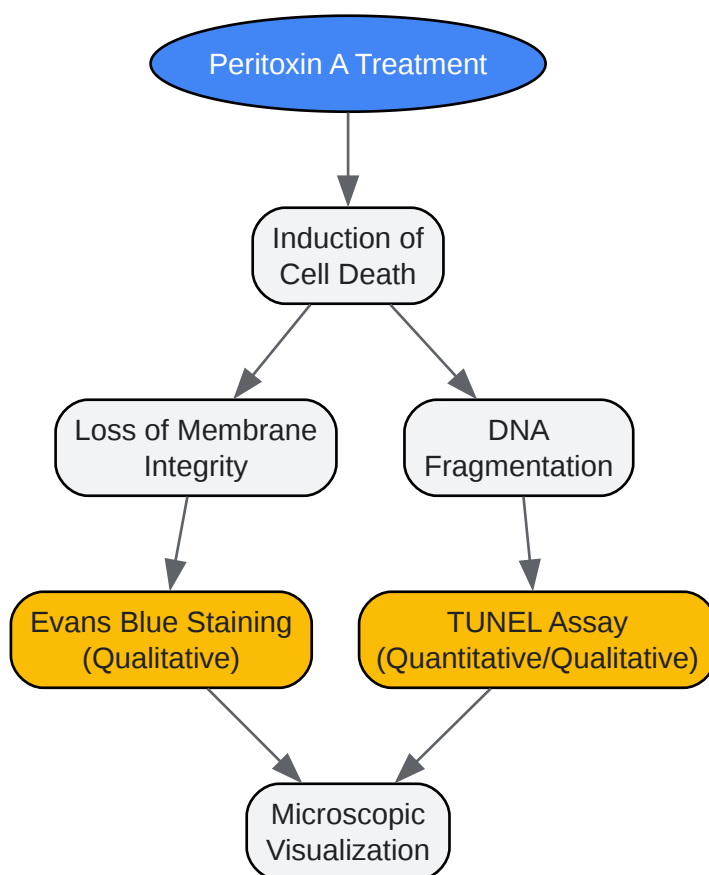 Peritoxin A Treatment
Induction of
Cell Death
Loss of Membrane
Integrity
DNA
Fragmentation
Evans Blue Staining
(Qualitative)
TUNEL Assay
(Quantitative/Qualitative)
Microscopic
Visualization